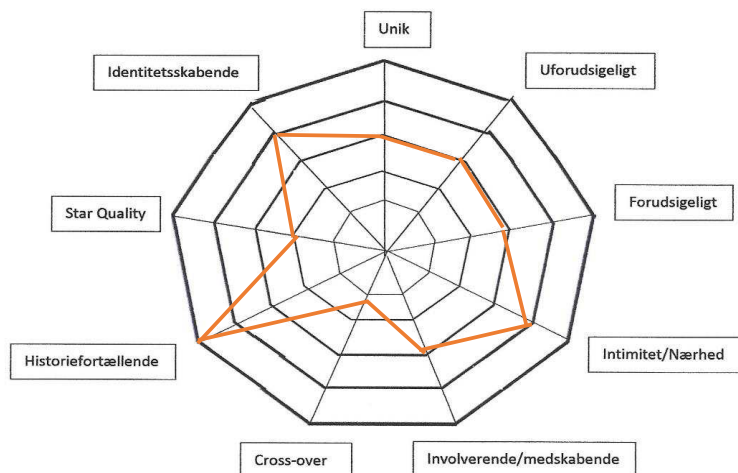 Unik
Identitetsskabende
Uforudsigeligt
Star Quality
Forudsigeligt
Historiefortællende
Intimitet/Nærhed
Cross-over
Involverende/medskabende